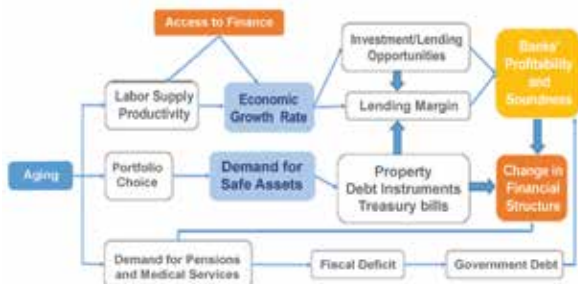 Access to Finance
Investment/Lending
Opportunities
Banks'
Profitability
and
Soundness
Labor Supply
Productivity
Economic
Growth Rate
Lending Margin
Aging
Portfolio
Choice
Demand for
Safe Assets
Property
Debt Instruments
Treasury bills
Change in
Financial
Structure
Demand for Pensions
and Medical Services
Fiscal Deficit
Government Debt